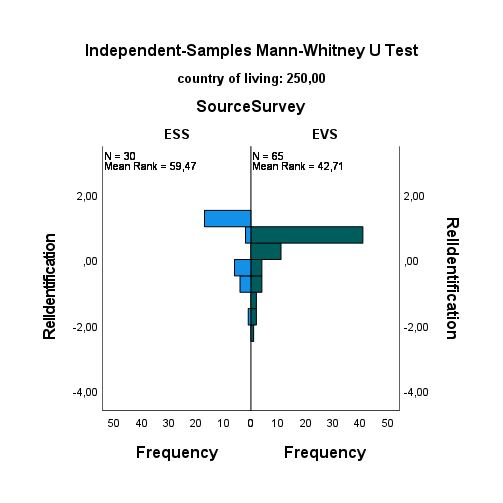 Independent-Samples Mann-Whitney U Test
country of living: 250,00
SourceSurvey
ESS EVS
N = 30 N = 65
Mean Rank = 59,47 Mean Rank = 42,71
2,00 2,00
,00 ,00
-2,00 -2,00
-4,00 -4,00
RelIdentification RelIdentification
50 40 30 20 10 0 10 20 30 40 50
Frequency Frequency